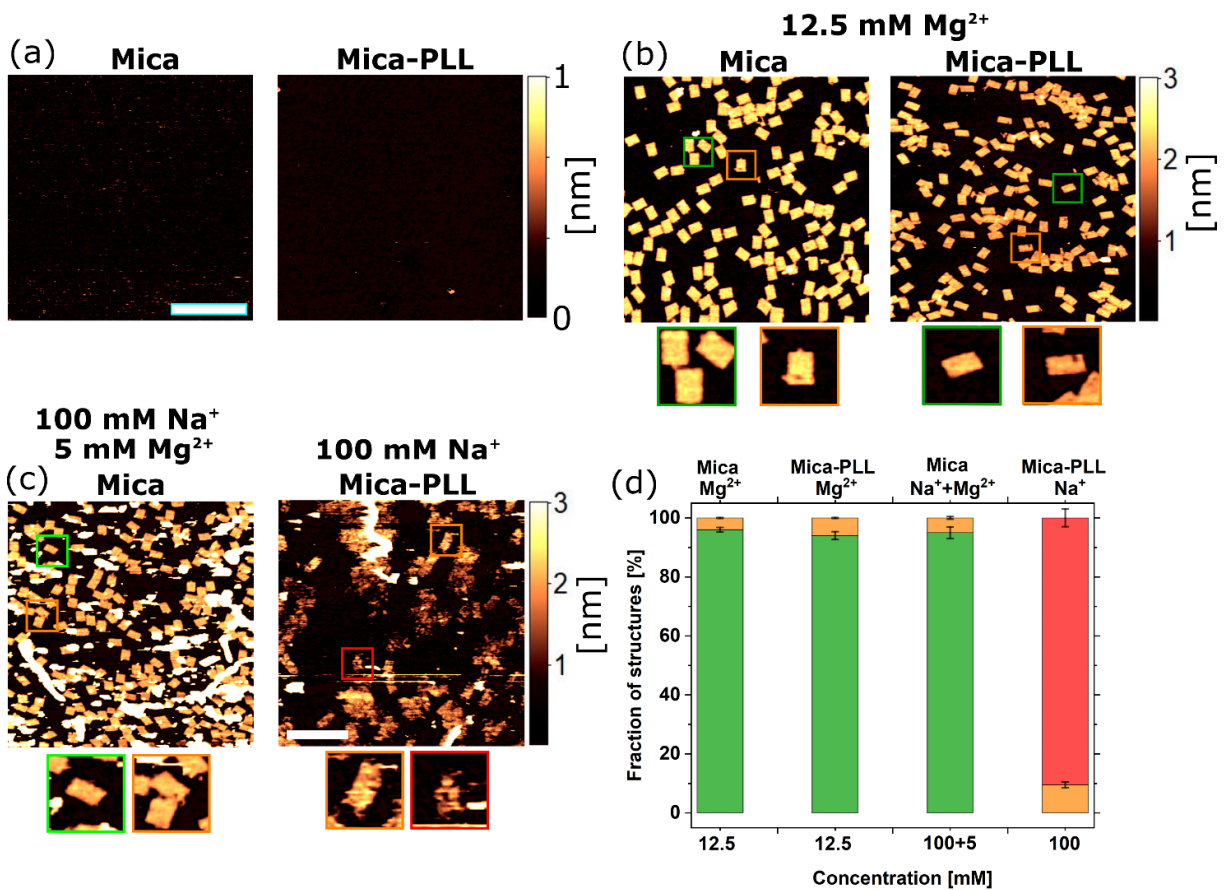 (a)
Mica
Mica-PLL
1
[nm]
0
12.5 mM Mg²⁺
(b)
Mica
Mica-PLL
3
2
1
[nm]
100 mM Na⁺
5 mM Mg²⁺
(c)
Mica
100 mM Na⁺
Mica-PLL
3
2
1
[nm]
(d)
Mica
Mg²⁺
Mica-PLL
Mg²⁺
Mica
Na⁺+Mg²⁺
Mica-PLL
Na⁺
Fraction of structures [%]
100
80
60
40
20
0
12.5
12.5
100+5
100
Concentration [mM]